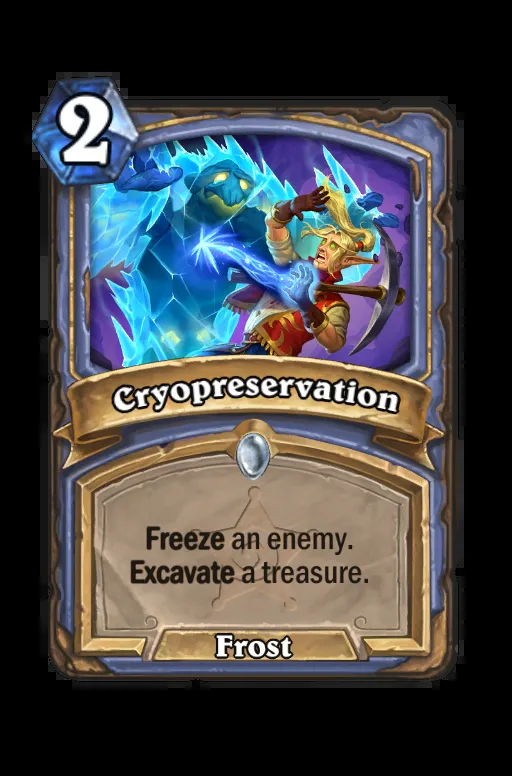 2
Cryopreservation
Freeze an enemy.
Excavate a treasure.
Frost